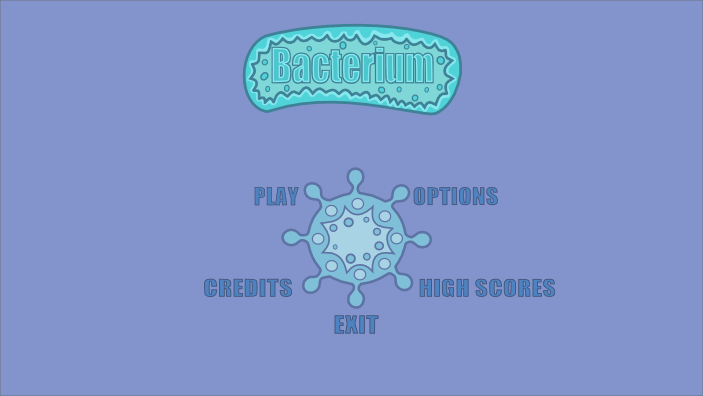 Bacterium
PLAY
OPTIONS
CREDITS
HIGH SCORES
EXIT